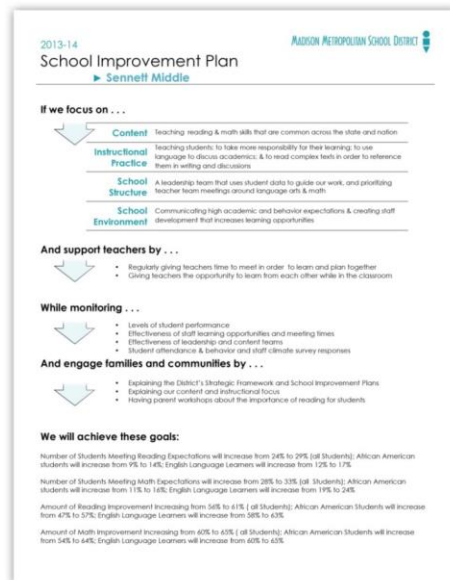 2013-14
MADISON METROPOLITAN SCHOOL DISTRICT
School Improvement Plan
► Sennett Middle
If we focus on . . .
Content Teaching reading & math skills that are common across the state and nation
Instructional Practice Teaching students: to take more responsibility for their learning; to use
language to discuss academics; & to read complex texts in order to reference
them in writing and discussions
School Structure A leadership team that uses student data to guide our work, and prioritizing
teacher team meetings around language arts & math
School Environment Communicating high academic and behavior expectations & creating staff
development that increases learning opportunities
And support teachers by . . .
• Regularly giving teachers time to meet in order to learn and plan together
• Giving teachers the opportunity to learn from each other while in the classroom
While monitoring . . .
• Levels of student performance
• Effectiveness of staff learning opportunities and meeting times
• Effectiveness of leadership and content teams
• Student attendance & behavior and staff climate survey responses
And engage families and communities by . . .
• Explaining the District's Strategic Framework and School Improvement Plans
• Explaining our content and instructional focus
• Having parent workshops about the importance of reading for students
We will achieve these goals:
Number of Students Meeting Reading Expectations will Increase from 24% to 29% (all Students); African American
students will increase from 9% to 14%; English Language Learners will increase from 12% to 17%
Number of Students Meeting Math Expectations will increase from 28% to 33% (all Students); African American
students will increase from 11% to 16%; English Language Learners will increase from 19% to 24%
Amount of Reading Improvement Increasing from 56% to 61% ( all Students); African American Students will increase
from 47% to 57%; English Language Learners will increase from 58% to 63%
Amount of Math Improvement Increasing from 60% to 65% ( all Students); African American Students will increase
from 54% to 64%; English Language Learners will increase from 60% to 65%